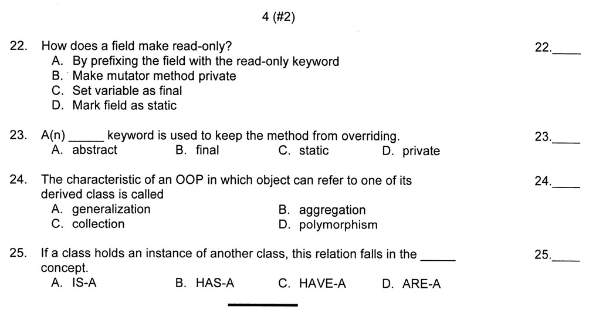 4 (#2)
22. How does a field make read-only? 22.____
A. By prefixing the field with the read-only keyword
B. Make mutator method private
C. Set variable as final
D. Mark field as static
23. A(n) _____ keyword is used to keep the method from overriding. 23.____
A. abstract B. final C. static D. private
24. The characteristic of an OOP in which object can refer to one of its 24.____
derived class is called
A. generalization B. aggregation
C. collection D. polymorphism
25. If a class holds an instance of another class, this relation falls in the _____ 25.____
concept.
A. IS-A B. HAS-A C. HAVE-A D. ARE-A